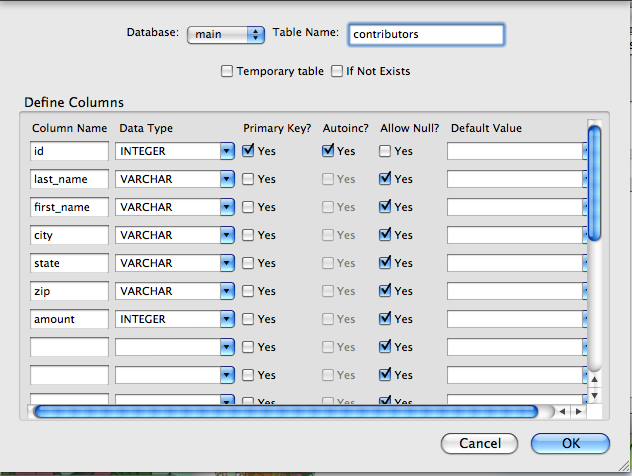 Database: main Table Name: contributors
Temporary table If Not Exists
Define Columns
Column Name Data Type Primary Key? Autoinc? Allow Null? Default Value
id INTEGER Yes Yes Yes
last_name VARCHAR Yes Yes Yes
first_name VARCHAR Yes Yes Yes
city VARCHAR Yes Yes Yes
state VARCHAR Yes Yes Yes
zip VARCHAR Yes Yes Yes
amount INTEGER Yes Yes Yes
Yes Yes Yes
Yes Yes Yes
Yes Yes Yes
Cancel OK